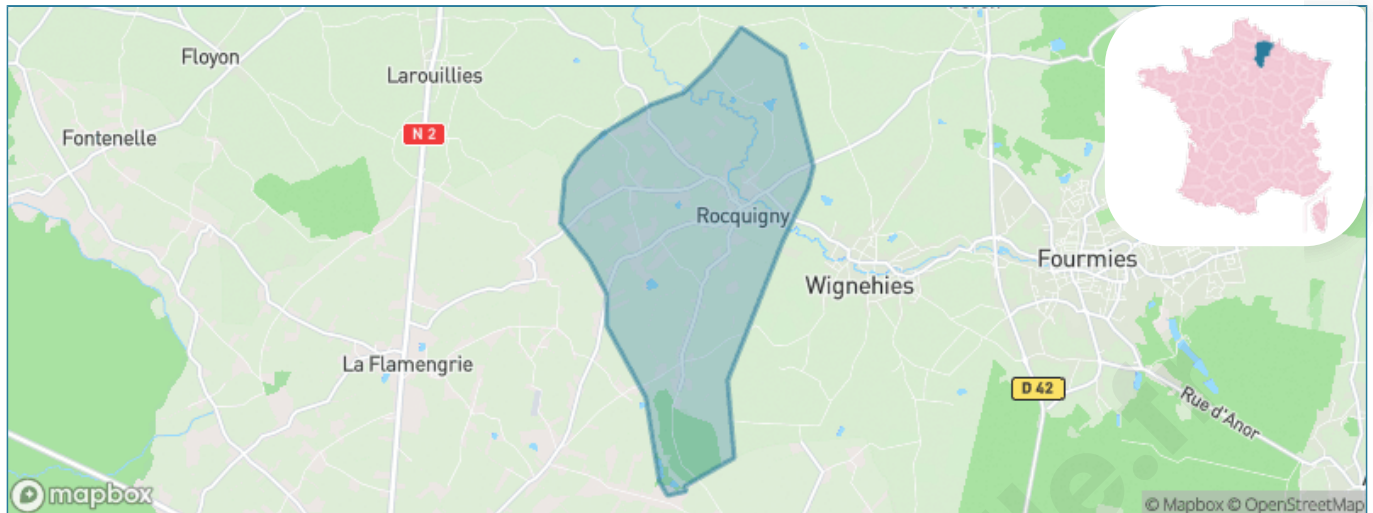 Floyon
Larouillies
Fontenelle
N 2
Rocquigny
Fourmies
Wignehies
La Flamengrie
D 42
Rue d'Anor
mapbox
© Mapbox © OpenStreetMap